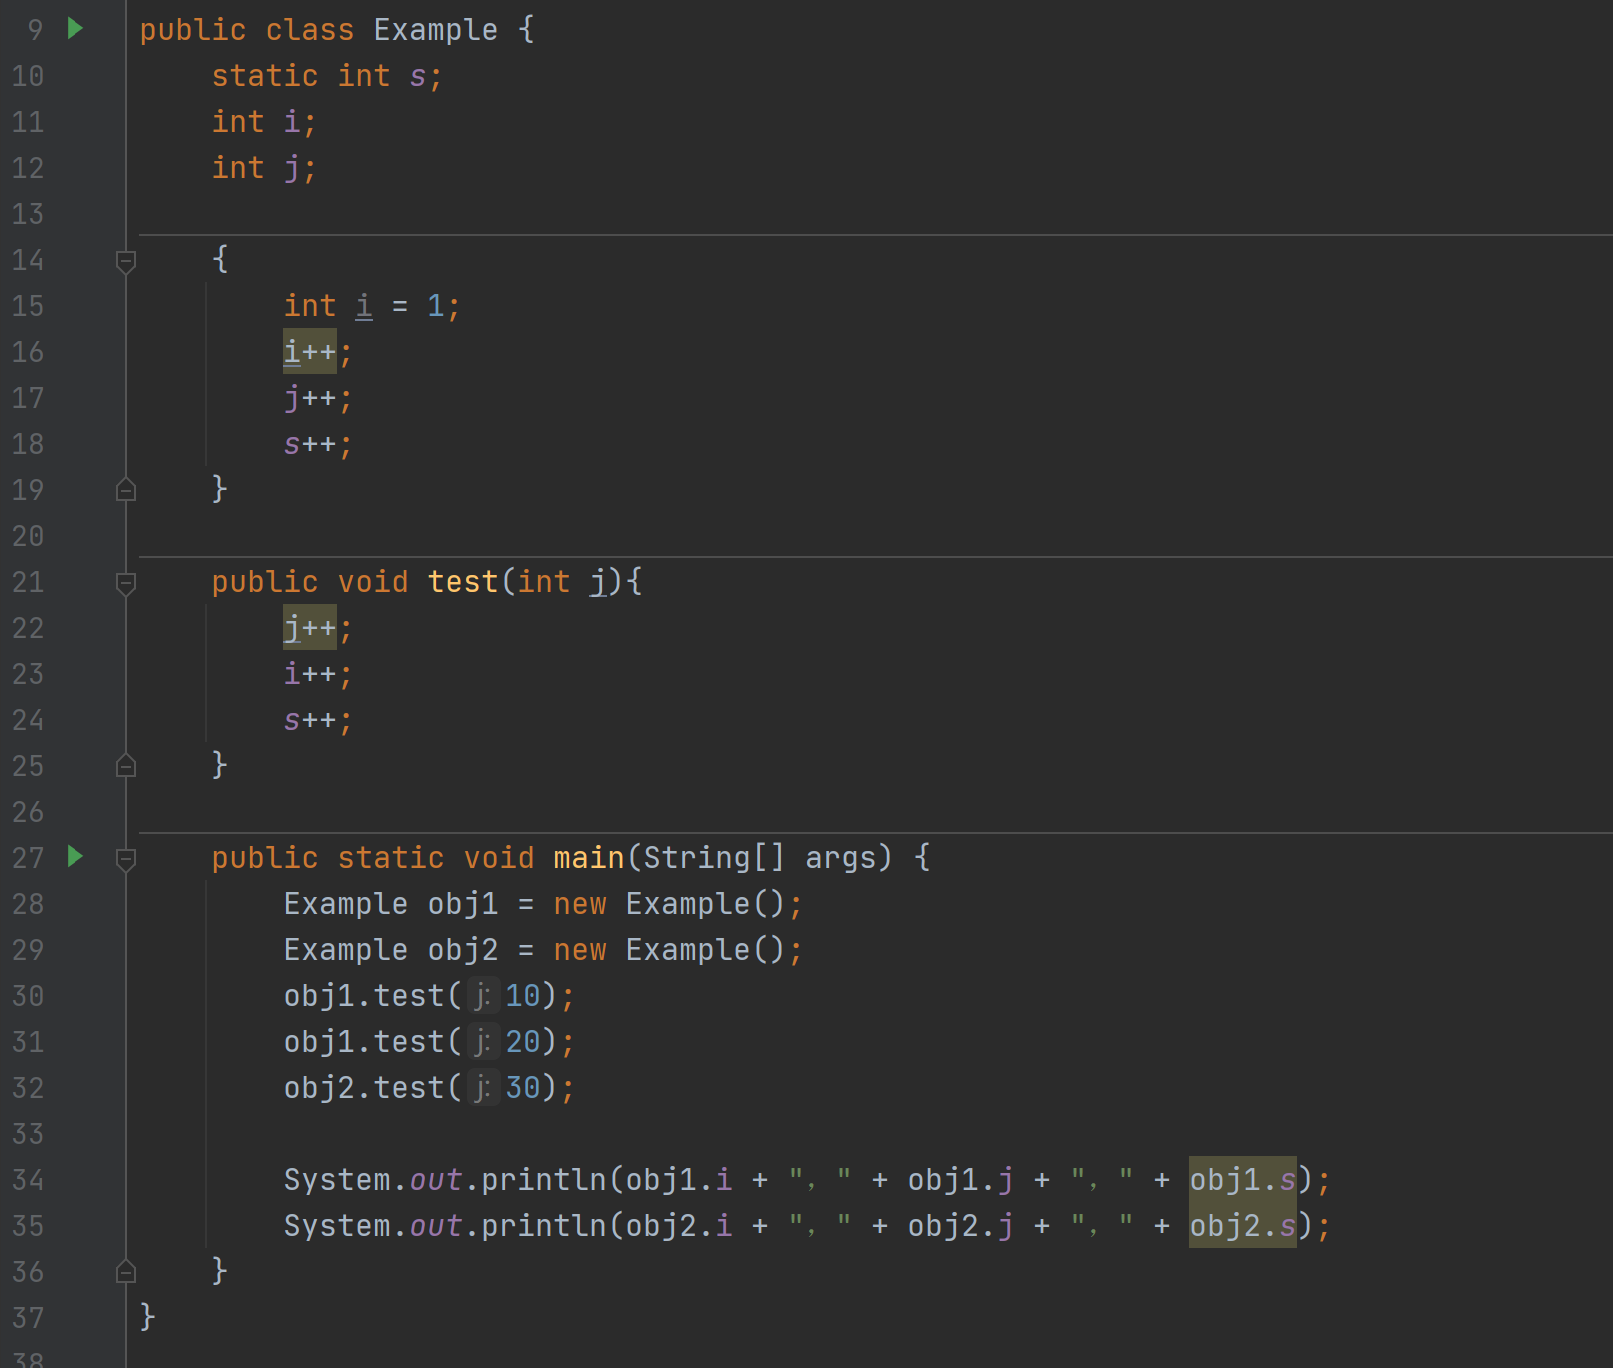 9 public class Example {
10 static int s;
11 int i;
12 int j;
13
14 {
15 int i = 1;
16 i++;
17 j++;
18 s++;
19 }
20
21 public void test(int j){
22 j++;
23 i++;
24 s++;
25 }
26
27 public static void main(String[] args) {
28 Example obj1 = new Example();
29 Example obj2 = new Example();
30 obj1.test( j: 10);
31 obj1.test( j: 20);
32 obj2.test( j: 30);
33
34 System.out.println(obj1.i + "，" + obj1.j + "，" + obj1.s);
35 System.out.println(obj2.i + "，" + obj2.j + "，" + obj2.s);
36 }
37 }
38